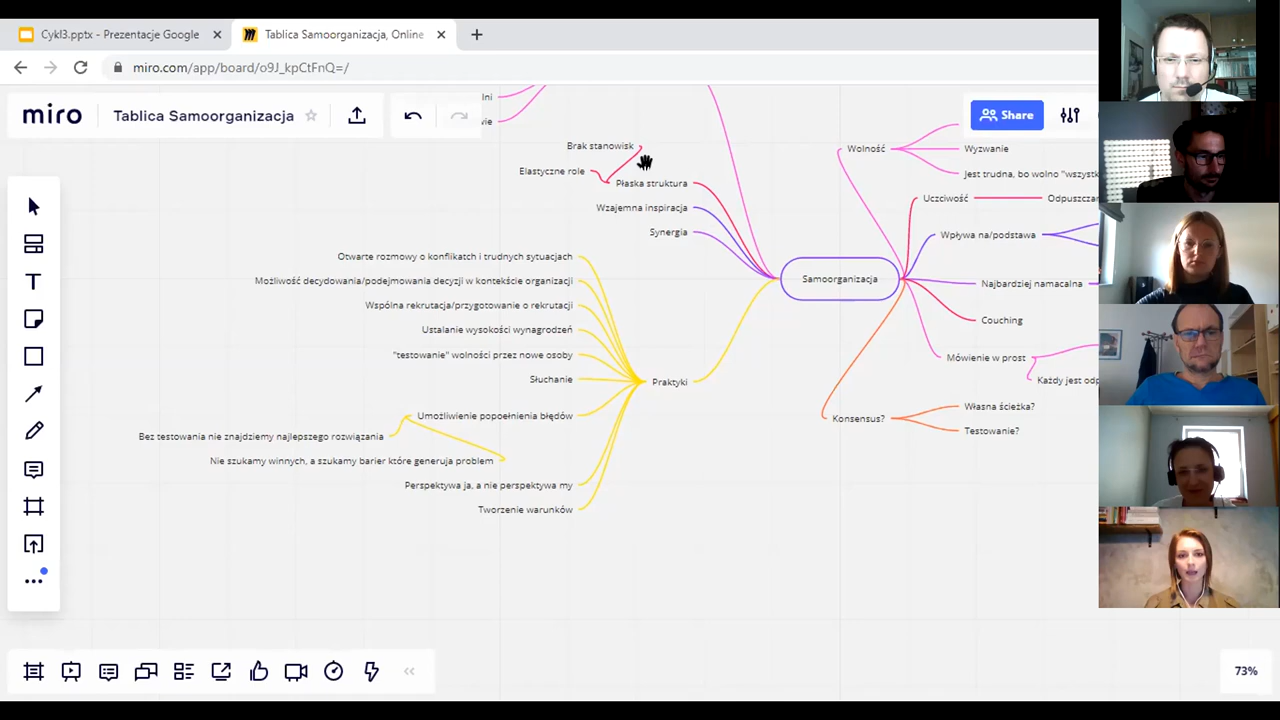 Cykl3.pptx - Prezentacje Google
Tablica Samoorganizacja, Online
miro.com/app/board/o9J_kpCtFnQ=/
miro
Tablica Samoorganizacja
Share
lni
wie
Brak stanowisk
Elastyczne role
Płaska struktura
Wzajemna inspiracja
Synergia
Otwarte rozmowy o konfliktach i trudnych sytuacjach
Możliwość decydowania/podejmowania decyzji w kontekście organizacji
Wspólna rekrutacja/przygotowanie o rekrutacji
Ustalanie wysokości wynagrodzeń
"testowanie" wolności przez nowe osoby
Słuchanie
Umożliwienie popoełnienia błędów
Bez testowania nie znajdziemy najlepszego rozwiązania
Nie szukamy winnych, a szukamy barier które generuja problem
Perspektywa ja, a nie perspektywa my
Tworzenie warunków
Praktyki
Samoorganizacja
Wolność
Wyzwanie
Jest trudna, bo wolno "wszystk
Uczciwość
Odpuszczan
Wpływa na/podstawa
Najbardziej namacalna
Couching
Mówienie w prost
Każdy jest odp
Konsensus?
Własna ścieżka?
Testowanie?
73%